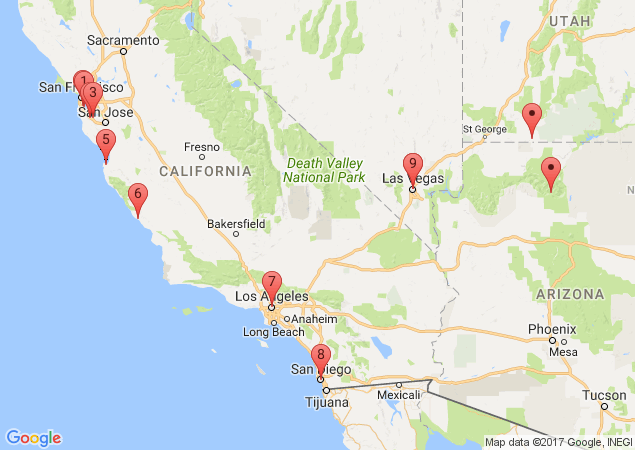 UTAH
Sacramento
1
San Francisco
3
San Jose
5
Fresno
CALIFORNIA
Death Valley
National Park
St George
9
Las Vegas
6
Bakersfield
7
Los Angeles
Anaheim
Long Beach
ARIZONA
Phoenix
Mesa
8
San Diego
Tijuana
Mexicali
Tucson
Google
Map data ©2017 Google, INEGI